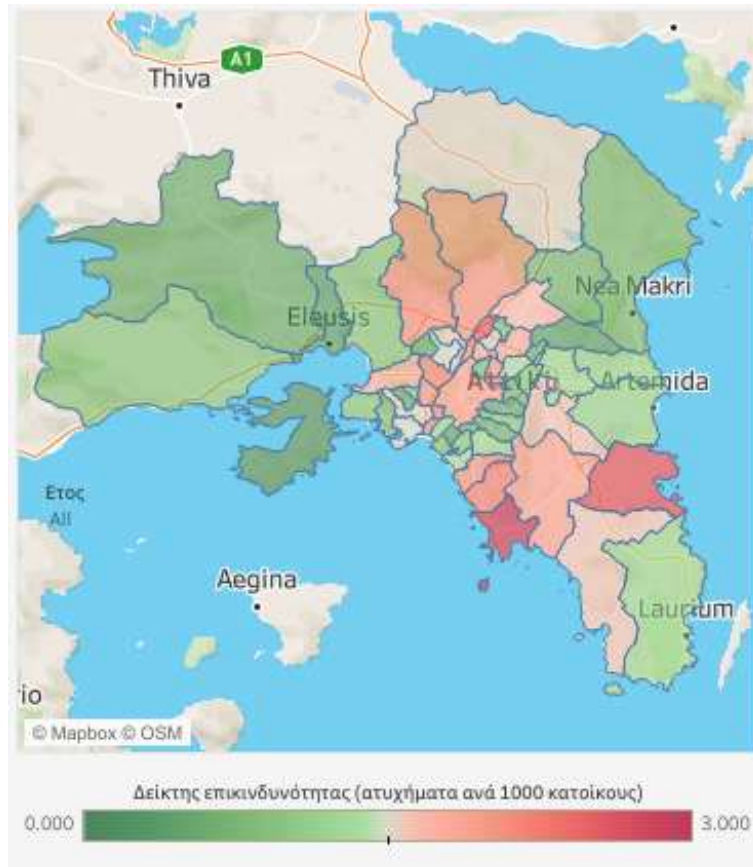 A1
Thiva
Nea Makri
Eleusis
Attiki
Artemida
Ετος
All
Aegina
Laurium
rio
© Mapbox © OSM
Δείκτης επικινδυνότητας (ατυχήματα ανά 1000 κατοίκους)
0.000
3.000